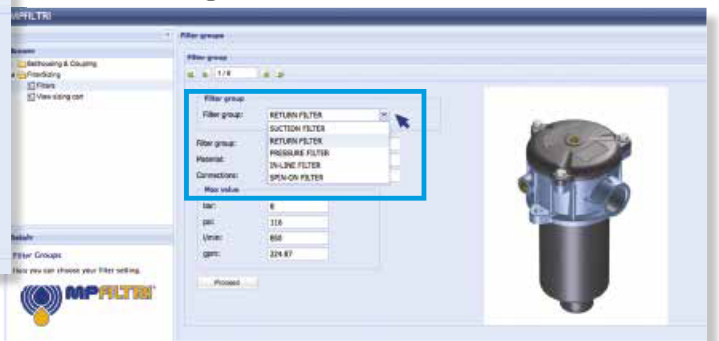 MPFILTRI
Filter groups
Browser
Bellhousing & Coupling
FilterSizing
Filters
View sizing cart
Filter group
1 / 8
Filter group
Filter group: RETURN FILTER
SUCTION FILTER
RETURN FILTER
PRESSURE FILTER
IN-LINE FILTER
SPIN-ON FILTER
Filter group:
Material:
Connections:
Max value
bar: 8
psi: 116
l/min:
gpm: 224.87
Proceed
Details
Filter Groups
Here you can choose your filter setting.
MPFILTRI